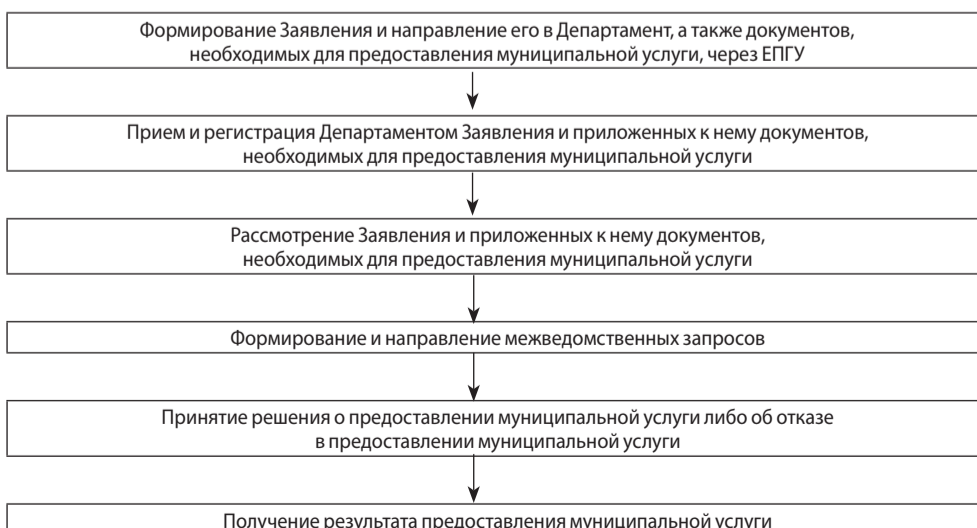 Формирование Заявления и направление его в Департамент, а также документов,
необходимых для предоставления муниципальной услуги, через ЕПГУ
Прием и регистрация Департаментом Заявления и приложенных к нему документов,
необходимых для предоставления муниципальной услуги
Рассмотрение Заявления и приложенных к нему документов,
необходимых для предоставления муниципальной услуги
Формирование и направление межведомственных запросов
Принятие решения о предоставлении муниципальной услуги либо об отказе
в предоставлении муниципальной услуги
Получение результата предоставления муниципальной услуги